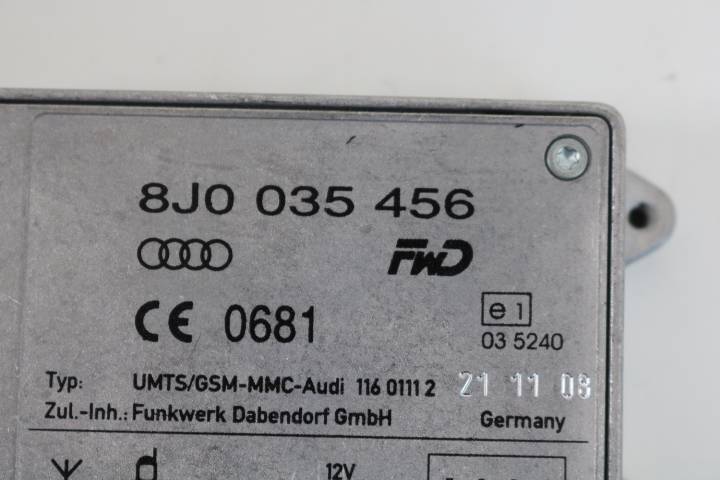 8J0 035 456
FWD
CE 0681 e1
03 5240
Typ: UMTS/GSM-MMC-Audi 116 0111 2 21 11 08
Zul.-Inh.: Funkwerk Dabendorf GmbH Germany
12V